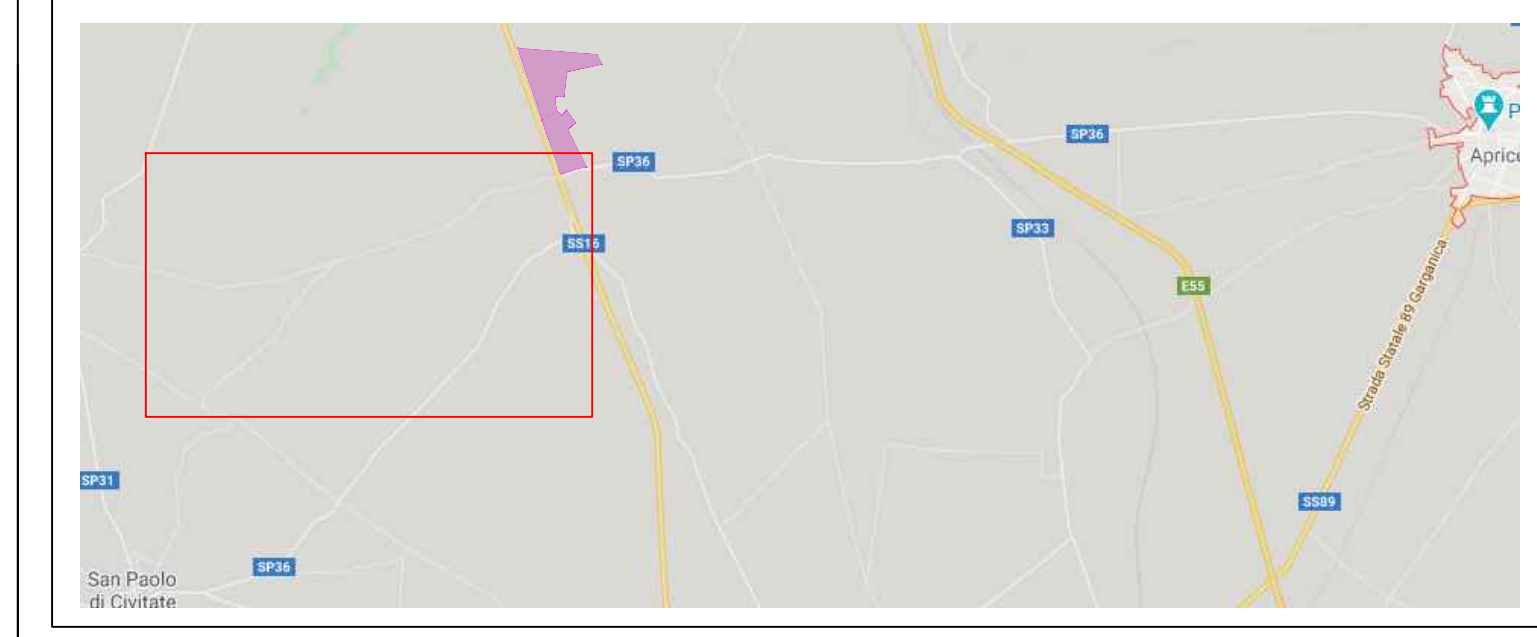 SP36
SP36
P
Aprice
SP33
SS16
E55
Strada Statale 89 Garganica
SP31
SS89
SP36
San Paolo
di Civitate